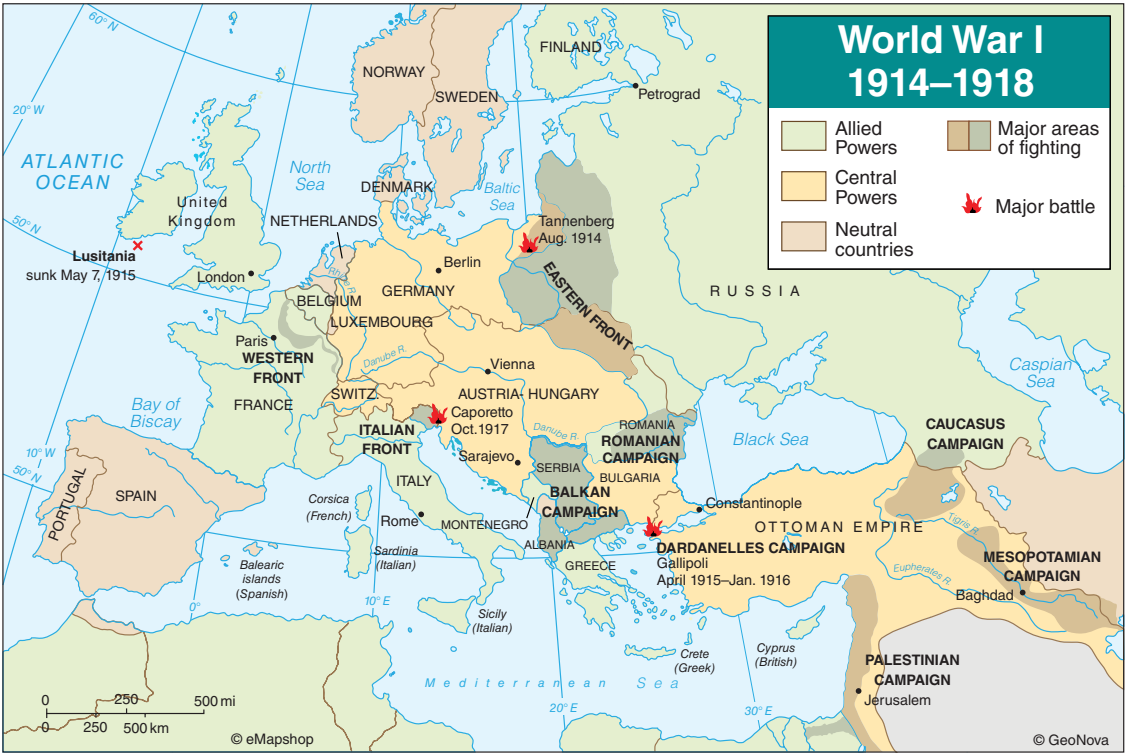 World War I
1914–1918
Allied
Powers
Central
Powers
Neutral
countries
Major areas
of fighting
Major battle
60° N
20° W
50° N
10° W
50° N
0°
10° E
20° E
30° E
ATLANTIC
OCEAN
North
Sea
Baltic
Sea
NORWAY
SWEDEN
FINLAND
Petrograd
DENMARK
United
Kingdom
NETHERLANDS
Lusitania
sunk May 7, 1915
London
Tannenberg
Aug. 1914
Berlin
Rhine R.
GERMANY
BELGIUM
LUXEMBOURG
EASTERN FRONT
RUSSIA
Paris
WESTERN
FRONT
Danube R.
Vienna
FRANCE
SWITZ.
AUSTRIA-HUNGARY
Caporetto
Oct.1917
Bay of
Biscay
ITALIAN
FRONT
Danube R.
ROMANIA
ROMANIAN
CAMPAIGN
Black Sea
Caspian
Sea
CAUCASUS
CAMPAIGN
Sarajevo
SERBIA
BULGARIA
BALKAN
CAMPAIGN
PORTUGAL
SPAIN
ITALY
Corsica
(French)
Rome
MONTENEGRO
ALBANIA
Constantinople
OTTOMAN EMPIRE
Tigris R.
Sardinia
(Italian)
GREECE
DARDANELLES CAMPAIGN
Gallipoli
April 1915–Jan. 1916
Euphrates R.
MESOPOTAMIAN
CAMPAIGN
Baghdad
Balearic
islands
(Spanish)
Sicily
(Italian)
Crete
(Greek)
Cyprus
(British)
Mediterranean Sea
PALESTINIAN
CAMPAIGN
Jerusalem
0 250 500 mi
0 250 500 km
© eMapshop
© GeoNova